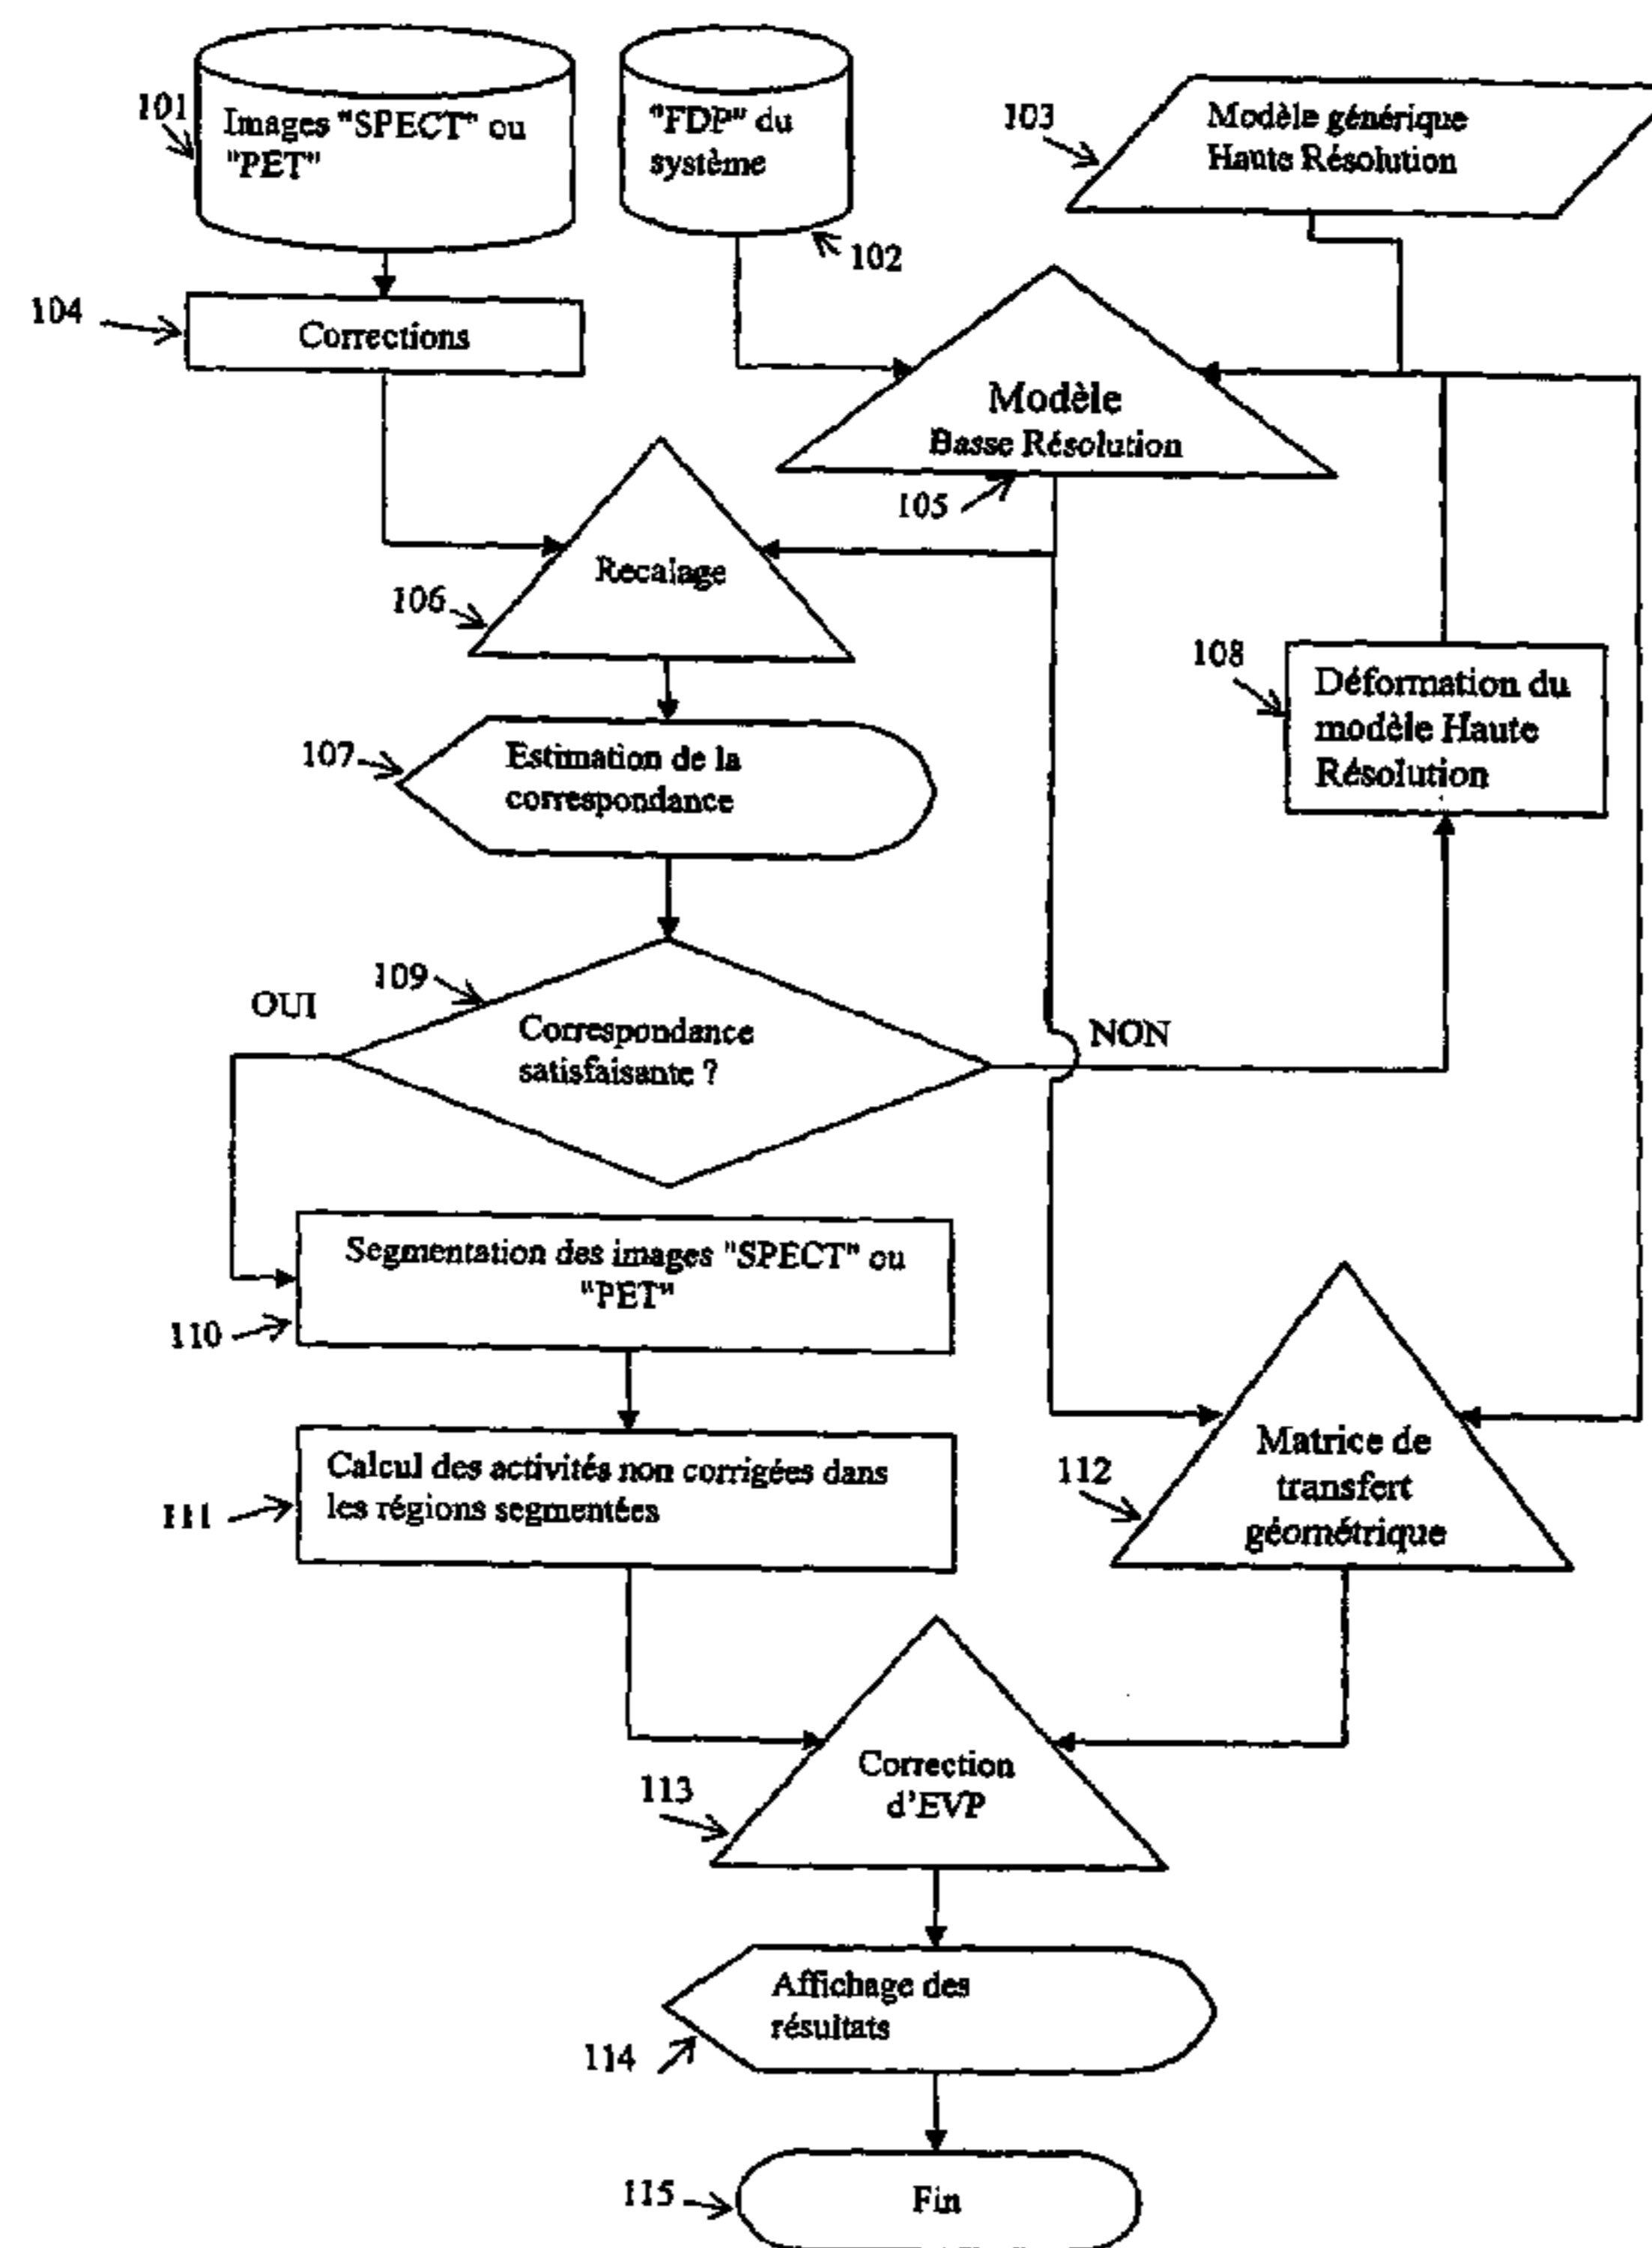 101
Images "SPECT" ou
"PET"
"FDP" du
système
102
103
Modèle générique
Haute Résolution
104
Corrections
Modèle
Basse Résolution
105
Recalage
106
107
Estimation de la
correspondance
108
Déformation du
modèle Haute
Résolution
109
OUI
Correspondance
satisfaisante ?
NON
Segmentation des images "SPECT" ou
"PET"
110
Calcul des activités non corrigées dans
les régions segmentées
111
112
Matrice de
transfert
géométrique
113
Correction
d'EVP
Affichage des
résultats
114
115
Fin